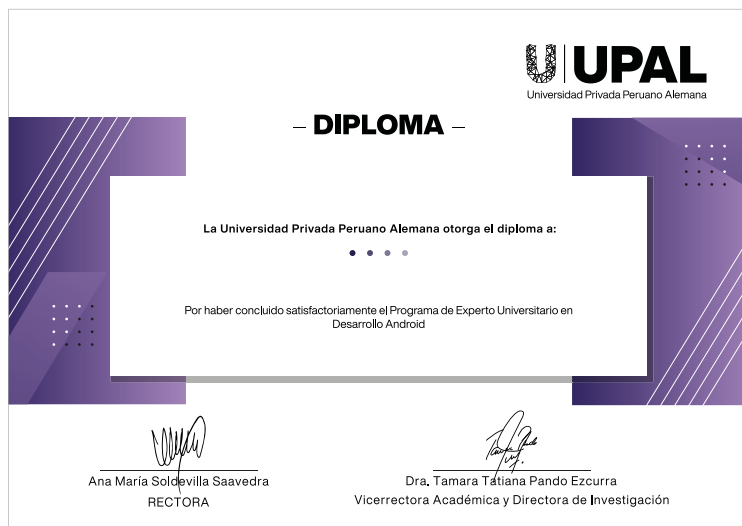 UPAL
Universidad Privada Peruano Alemana
– DIPLOMA –
La Universidad Privada Peruano Alemana otorga el diploma a:
Por haber concluido satisfactoriamente el Programa de Experto Universitario en
Desarrollo Android
Ana María Soldevilla Saavedra
RECTORA
Dra. Tamara Tatiana Pando Ezcurra
Vicerrectora Académica y Directora de Investigación